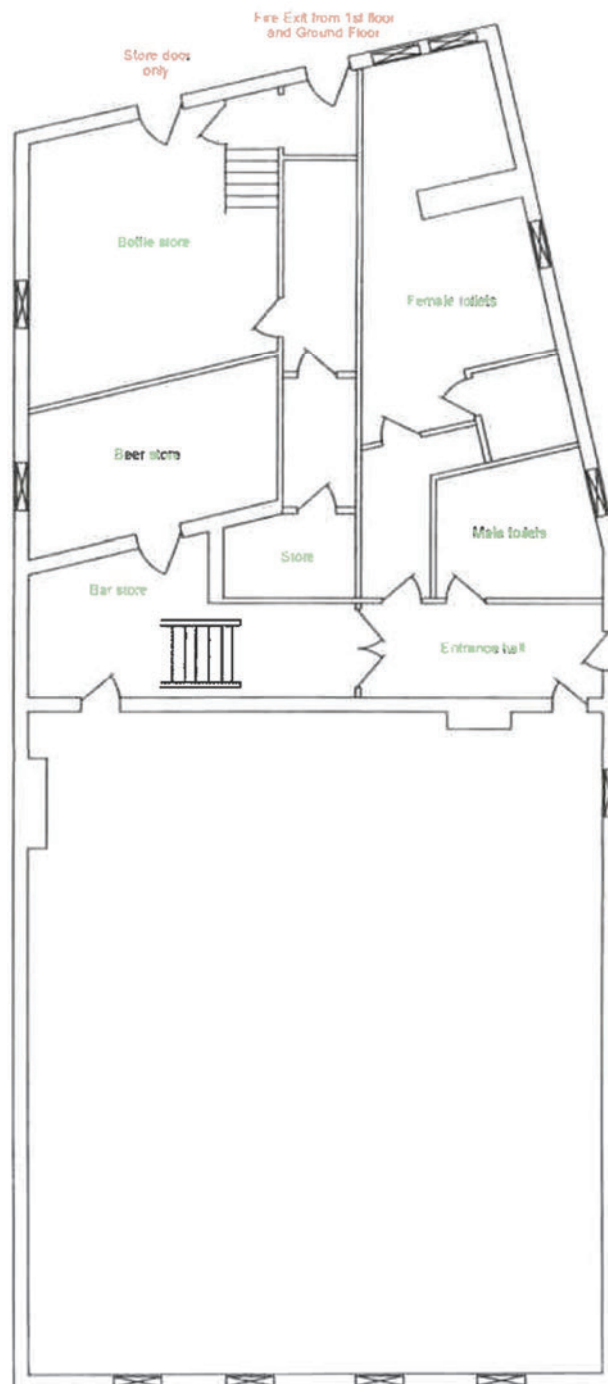 Fire Exit from 1st floor
and Ground Floor
Store door
only
Bottle store
Female toilets
Beer store
Male toilets
Store
Bar store
Entrance hall